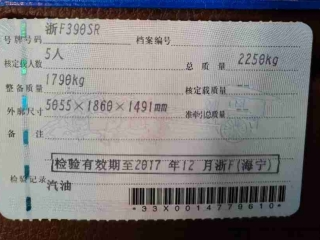 号牌号码 浙F390SR 档案编号
核定载人数 5人 总质量 2250kg
整备质量 1790kg 核定载质量
外廓尺寸 5055×1860×1491mm 准牵引总质量
备注
检验有效期至2017年12月浙F(海宁)
检验记录 汽油
*33X0014779610*